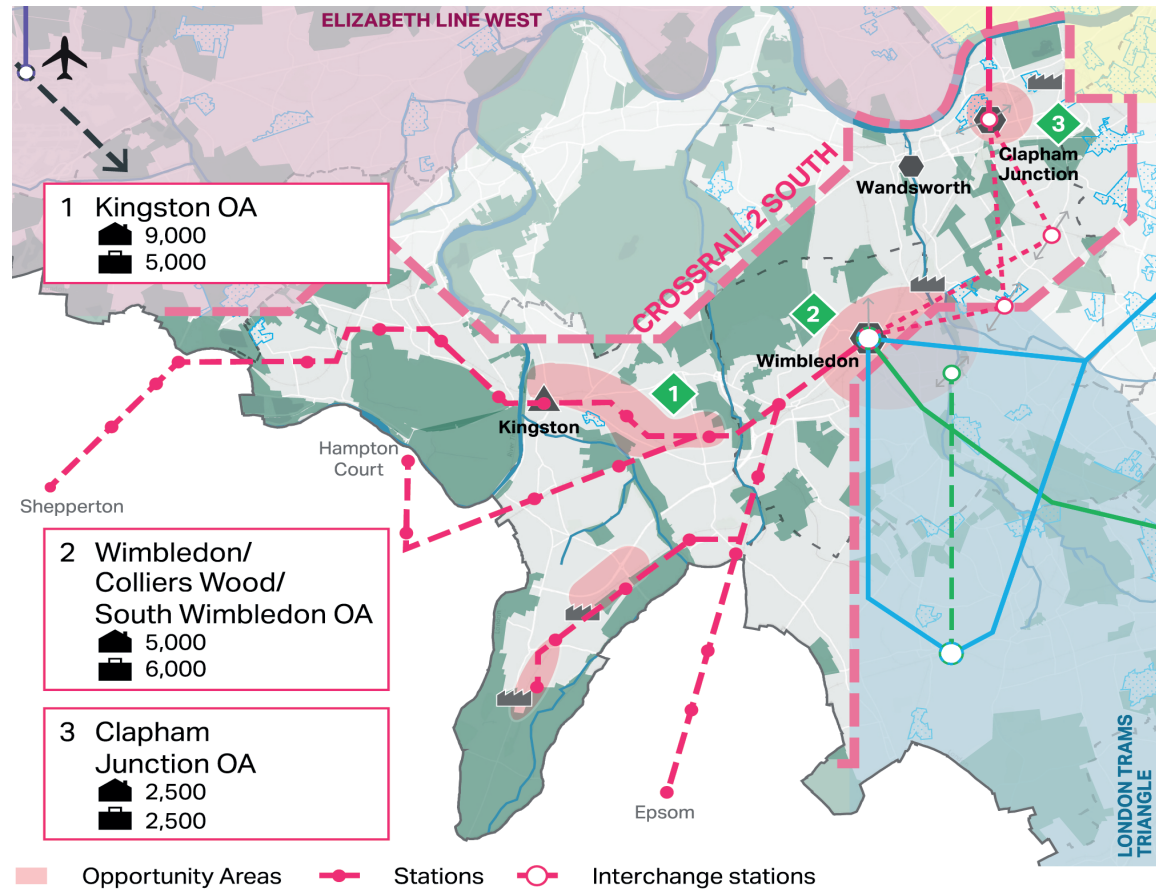 ELIZABETH LINE WEST
3
Clapham
Junction
Wandsworth
1 Kingston OA
9,000
5,000
CROSSRAIL 2 SOUTH
2
Wimbledon
1
Kingston
Hampton
Court
Shepperton
2 Wimbledon/
Colliers Wood/
South Wimbledon OA
5,000
6,000
3 Clapham
Junction OA
2,500
2,500
Epsom
LONDON TRAMS
TRIANGLE
Opportunity Areas
Stations
Interchange stations